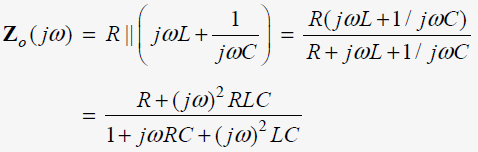 Z_o(jω) = R || (jωL + 1/jωC) = R(jωL + 1/jωC) / R + jωL + 1/jωC
= R + (jω)² RLC / 1 + jωRC + (jω)² LC